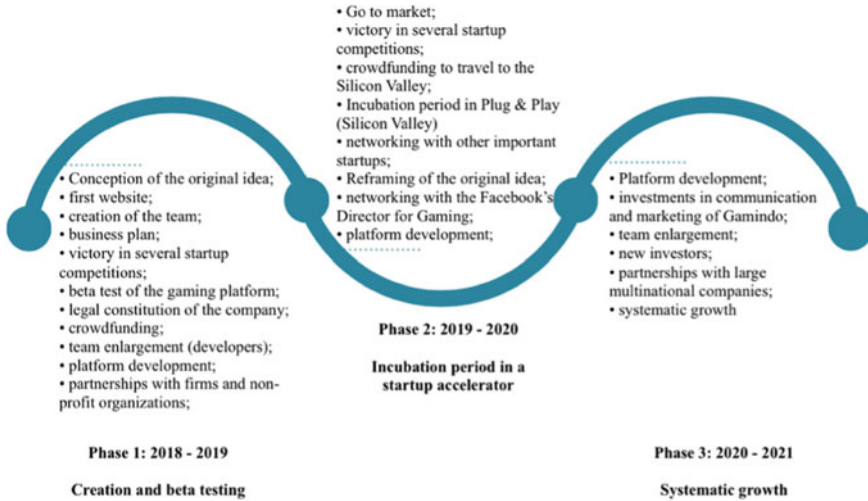 • Conception of the original idea;
• first website;
• creation of the team;
• business plan;
• victory in several startup
competitions;
• beta test of the gaming platform;
• legal constitution of the company;
• crowdfunding;
• team enlargement (developers);
• platform development;
• partnerships with firms and non-
profit organizations;
Phase 1: 2018 - 2019
Creation and beta testing
• Go to market;
• victory in several startup
competitions;
• crowdfunding to travel to the
Silicon Valley;
• Incubation period in Plug & Play
(Silicon Valley)
• networking with other important
startups;
• Reframing of the original idea;
• networking with the Facebook's
Director for Gaming;
• platform development;
Phase 2: 2019 - 2020
Incubation period in a
startup accelerator
• Platform development;
• investments in communication
and marketing of Gamindo;
• team enlargement;
• new investors;
• partnerships with large
multinational companies;
• systematic growth
Phase 3: 2020 - 2021
Systematic growth